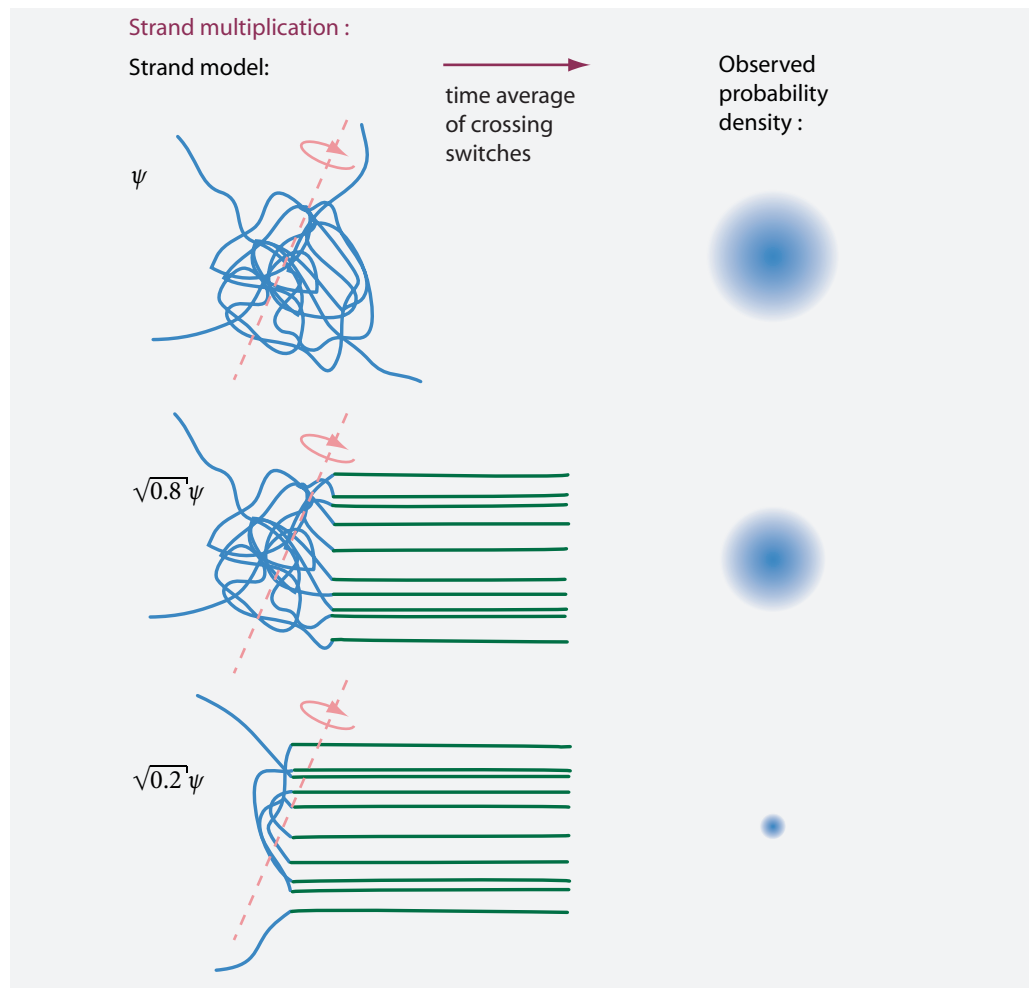 Strand multiplication :
Strand model:
time average
of crossing
switches
Observed
probability
density :
ψ
√0.8 ψ
√0.2 ψ